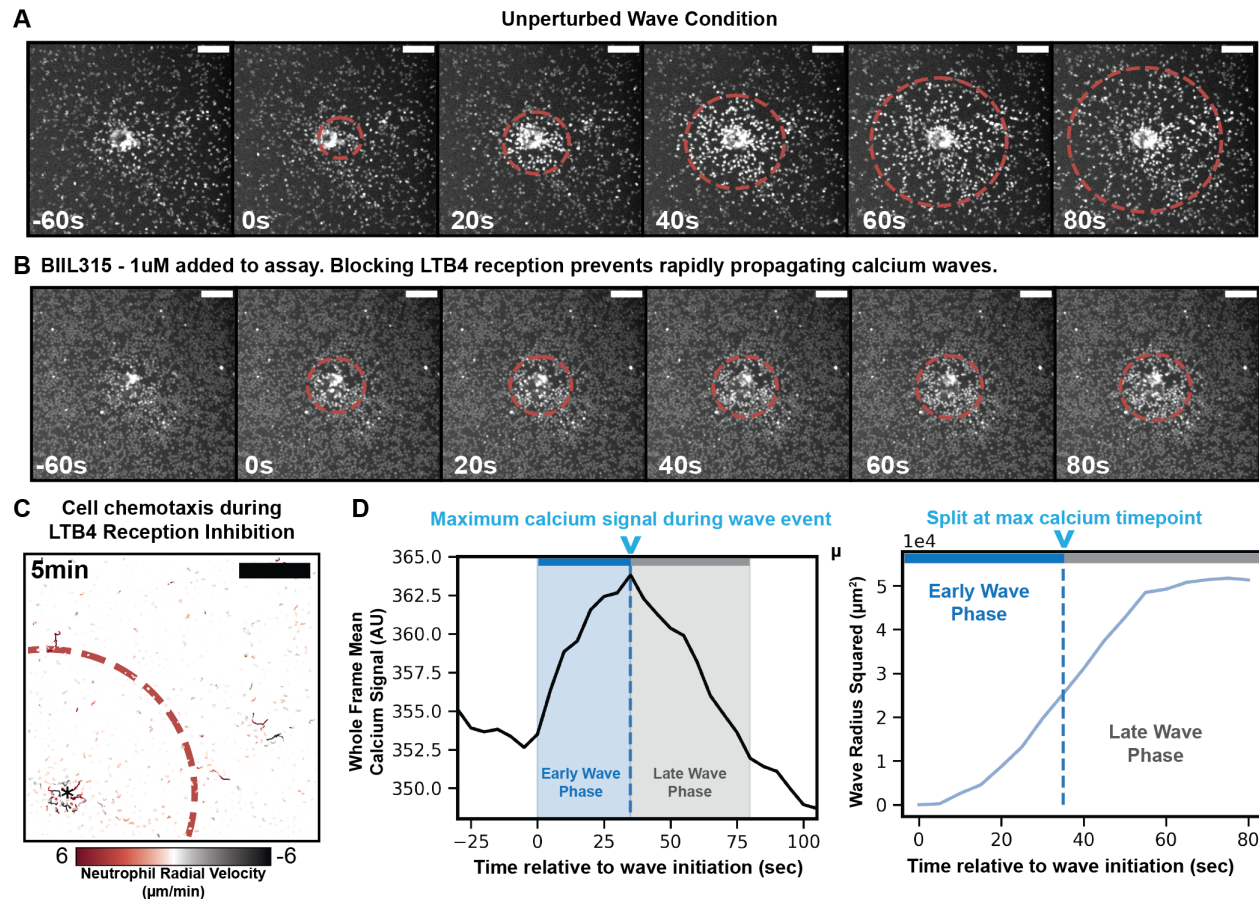 A
Unperturbed Wave Condition
-60s
0s
20s
40s
60s
80s
B BIIL315 - 1uM added to assay. Blocking LTB4 reception prevents rapidly propagating calcium waves.
-60s
0s
20s
40s
60s
80s
C
Cell chemotaxis during
LTB4 Reception Inhibition
5min
*
6
-6
Neutrophil Radial Velocity
(µm/min)
D
Maximum calcium signal during wave event
Whole Frame Mean
Calcium Signal (AU)
365.0
362.5
360.0
357.5
355.0
352.5
350.0
Early Wave
Phase
Late Wave
Phase
−25
0
25
50
75
100
Time relative to wave initiation (sec)
µ
Split at max calcium timepoint
1e4
Wave Radius Squared (µm²)
5
4
3
2
1
0
Early Wave
Phase
Late Wave
Phase
0
20
40
60
80
Time relative to wave initiation (sec)